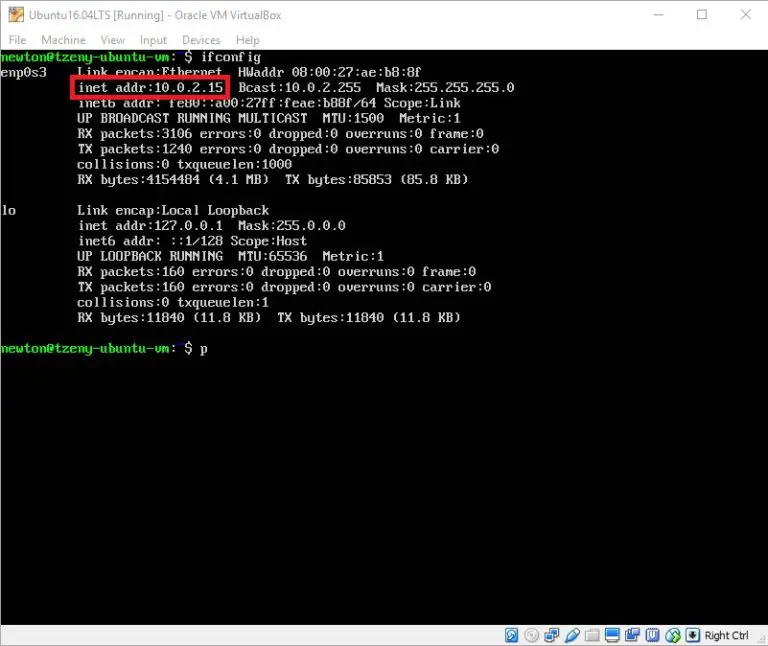 Ubuntu16.04LTS [Running] - Oracle VM VirtualBox
File Machine View Input Devices Help
newton@tzeny-ubuntu-vm:~$ ifconfig
enp0s3 Link encap:Ethernet HWaddr 08:00:27:ae:b8:8f
inet addr:10.0.2.15 Bcast:10.0.2.255 Mask:255.255.255.0
inet6 addr: fe80::a00:27ff:feae:b88f/64 Scope:Link
UP BROADCAST RUNNING MULTICAST MTU:1500 Metric:1
RX packets:3106 errors:0 dropped:0 overruns:0 frame:0
TX packets:1240 errors:0 dropped:0 overruns:0 carrier:0
collisions:0 txqueuelen:1000
RX bytes:4154484 (4.1 MB) TX bytes:85853 (85.8 KB)
lo Link encap:Local Loopback
inet addr:127.0.0.1 Mask:255.0.0.0
inet6 addr: ::1/128 Scope:Host
UP LOOPBACK RUNNING MTU:65536 Metric:1
RX packets:160 errors:0 dropped:0 overruns:0 frame:0
TX packets:160 errors:0 dropped:0 overruns:0 carrier:0
collisions:0 txqueuelen:1
RX bytes:11840 (11.8 KB) TX bytes:11840 (11.8 KB)
newton@tzeny-ubuntu-vm:~$ p
Right Ctrl